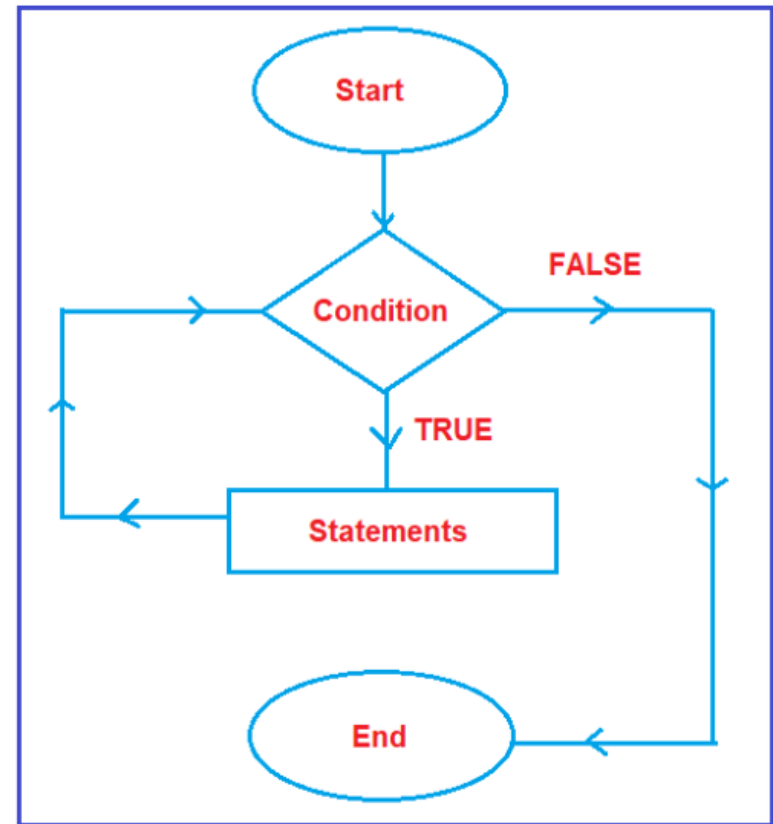 Start
FALSE
Condition
TRUE
Statements
End